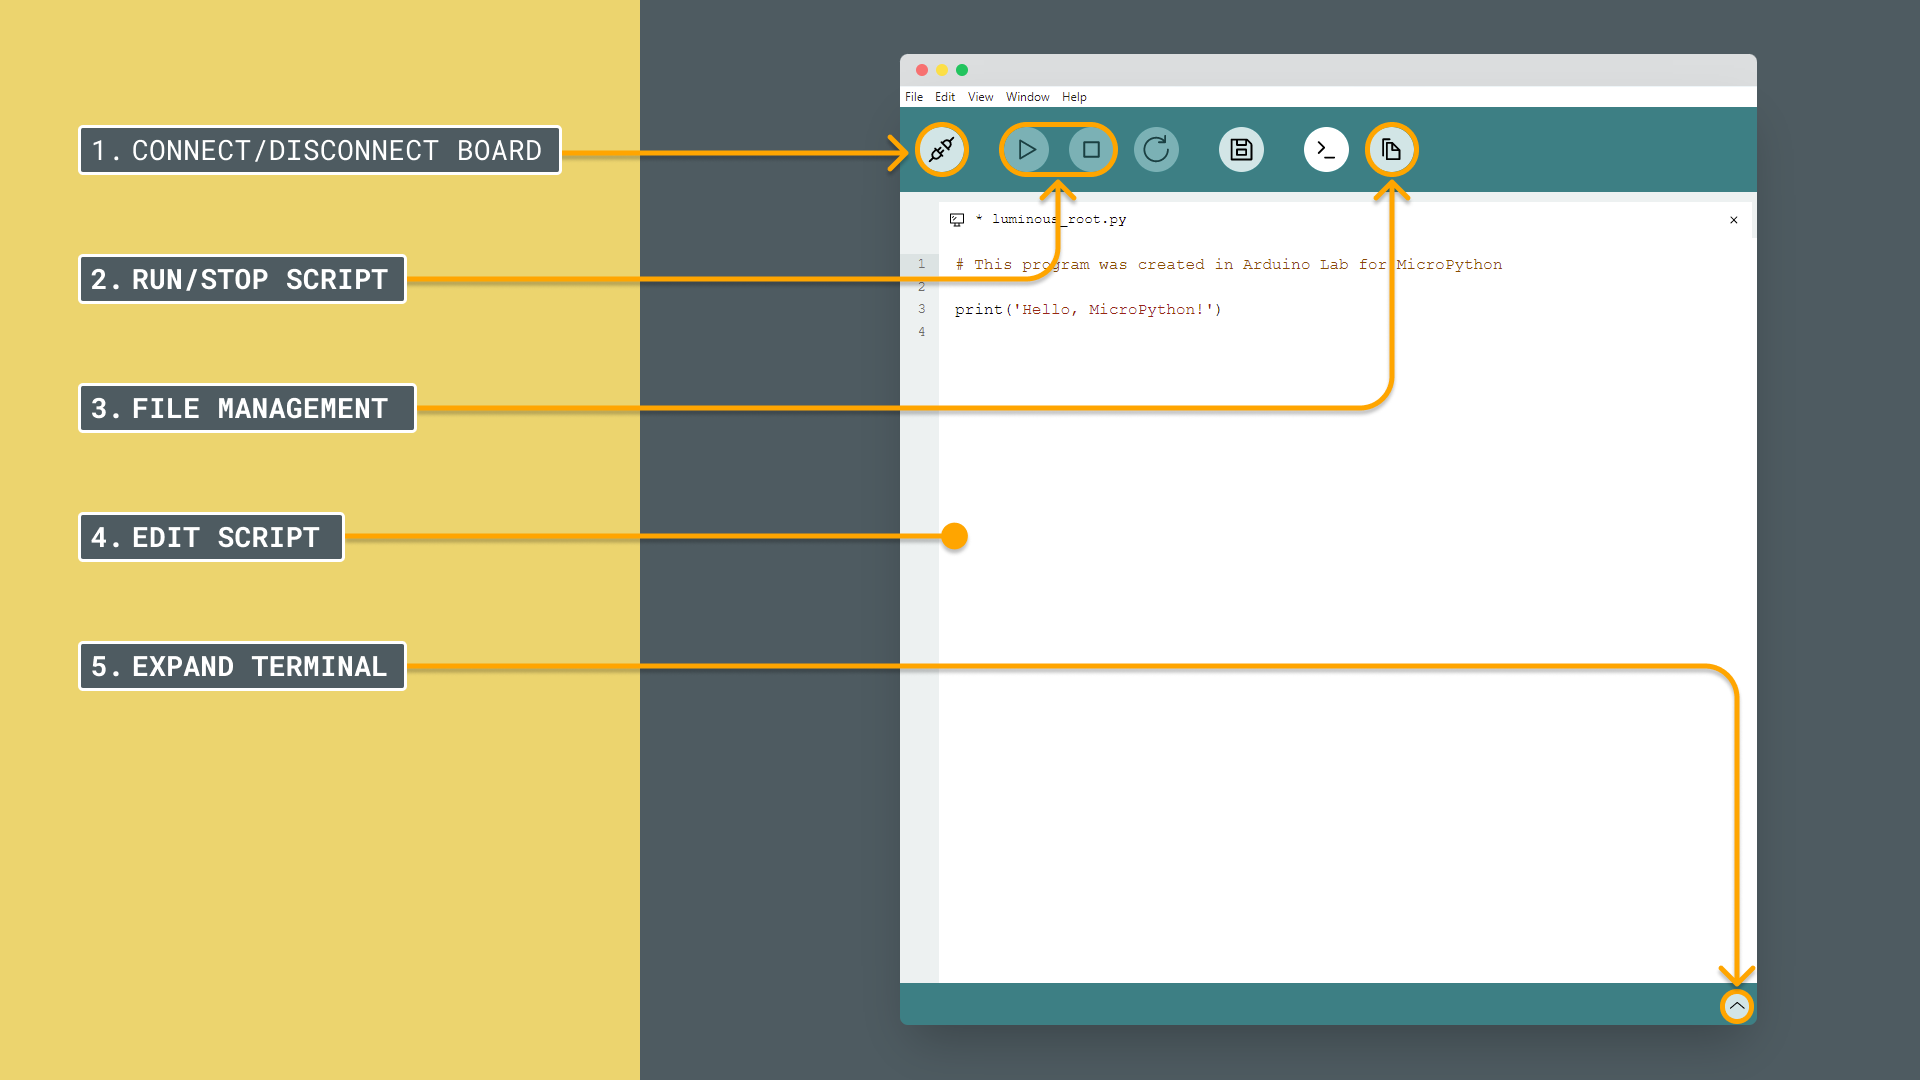 1. CONNECT/DISCONNECT BOARD
2. RUN/STOP SCRIPT
3. FILE MANAGEMENT
4. EDIT SCRIPT
5. EXPAND TERMINAL
File Edit View Window Help
* luminous_root.py
1 # This program was created in Arduino Lab for MicroPython
2
3 print('Hello, MicroPython!')
4